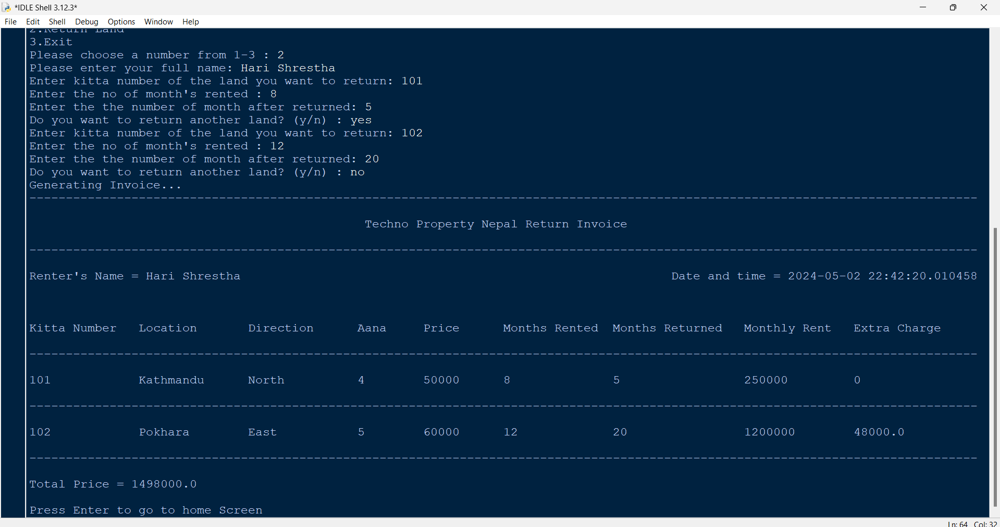 *IDLE Shell 3.12.3*
File Edit Shell Debug Options Window Help
2.Return Land
3.Exit
Please choose a number from 1-3 : 2
Please enter your full name: Hari Shrestha
Enter kitta number of the land you want to return: 101
Enter the no of month's rented : 8
Enter the the number of month after returned: 5
Do you want to return another land? (y/n) : yes
Enter kitta number of the land you want to return: 102
Enter the no of month's rented : 12
Enter the the number of month after returned: 20
Do you want to return another land? (y/n) : no
Generating Invoice...
Techno Property Nepal Return Invoice
Renter's Name = Hari Shrestha Date and time = 2024-05-02 22:42:20.010458
Kitta Number Location Direction Aana Price Months Rented Months Returned Monthly Rent Extra Charge
101 Kathmandu North 4 50000 8 5 250000 0
102 Pokhara East 5 60000 12 20 1200000 48000.0
Total Price = 1498000.0
Press Enter to go to home Screen
Ln: 64 Col: 32